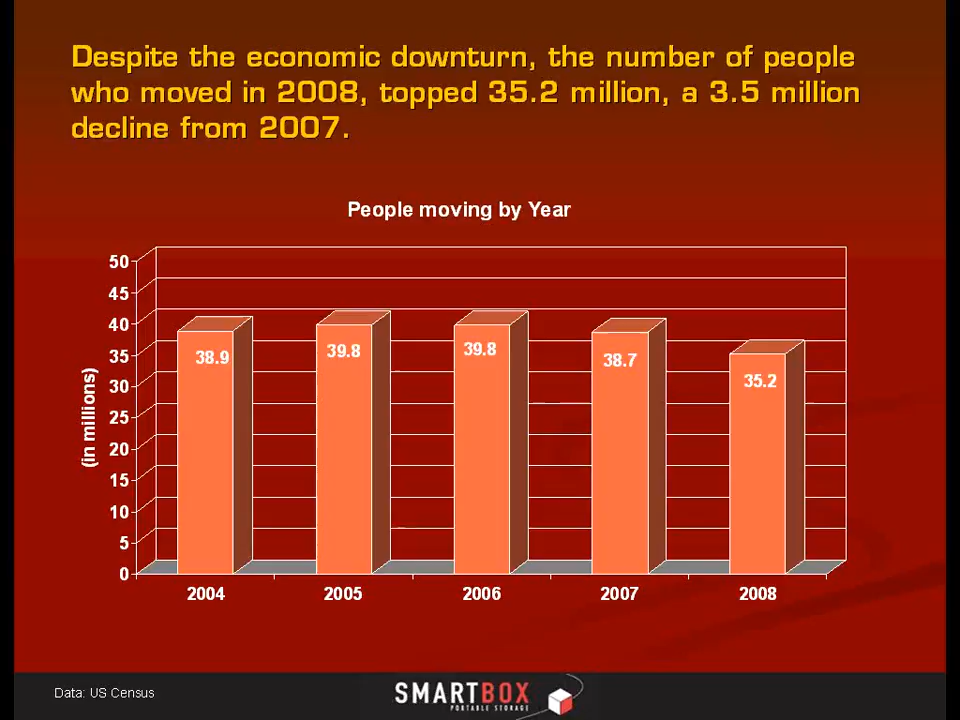 Despite the economic downturn, the number of people
who moved in 2008, topped 35.2 million, a 3.5 million
decline from 2007.
People moving by Year
(in millions)
50
45
40
35
30
25
20
15
10
5
0
38.9
39.8
39.8
38.7
35.2
2004 2005 2006 2007 2008
Data: US Census
SMARTBOX
PORTABLE STORAGE